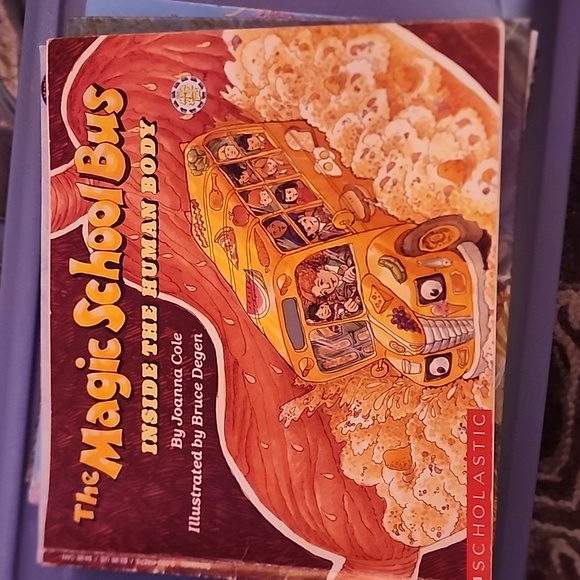 The Magic School Bus
INSIDE THE HUMAN BODY
By Joanna Cole
Illustrated by Bruce Degen
SCHOLASTIC